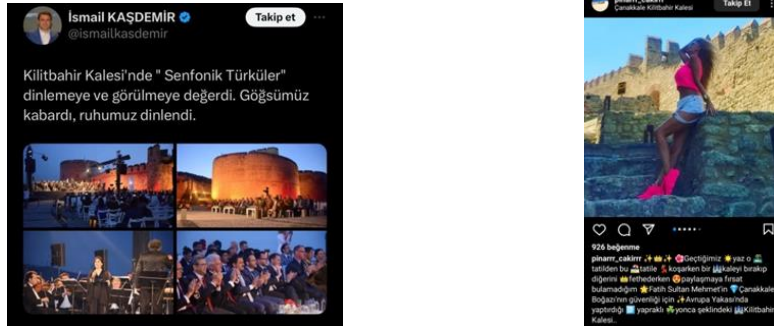 İsmail KAŞDEMİR
@ismailkasdemir
Takip et
Kilitbahir Kalesi'nde " Senfonik Türküler"
dinlemeye ve görülmeye değerdi. Göğsümüz
kabardı, ruhumuz dinlendi.
pinarrr_cakirrr
Çanakkale Kilitbahir Kalesi
Takip Et
926 beğenme
pinarrr_cakirrr Geçtiğimiz yaz o
tatilden bu tatile koşarken bir kaleyi bırakıp
diğerini fethederken paylaşmaya fırsat
bulamadığım Fatih Sultan Mehmet'in Çanakkale
Boğazı'nın güvenliği için Avrupa Yakası'nda
yaptırdığı yapraklı yonca şeklindeki Kilitbahir
Kalesi..